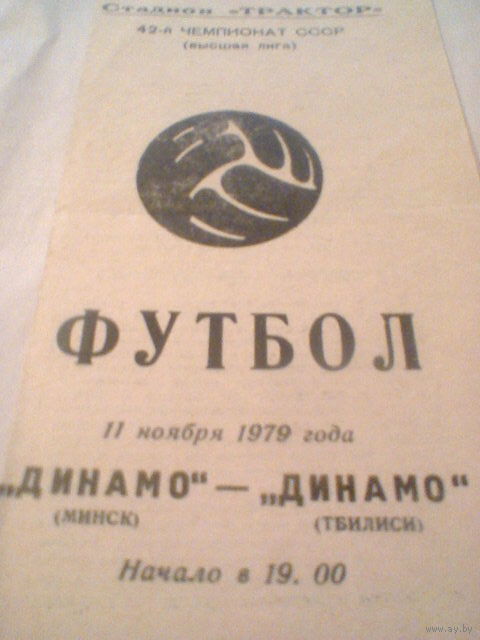 Стадион «ТРАКТОР»
42-й ЧЕМПИОНАТ СССР
(высшая лига)
ФУТБОЛ
11 ноября 1979 года
„ДИНАМО“ — „ДИНАМО“
(МИНСК) (ТБИЛИСИ)
Начало в 19. 00
www.ay.by